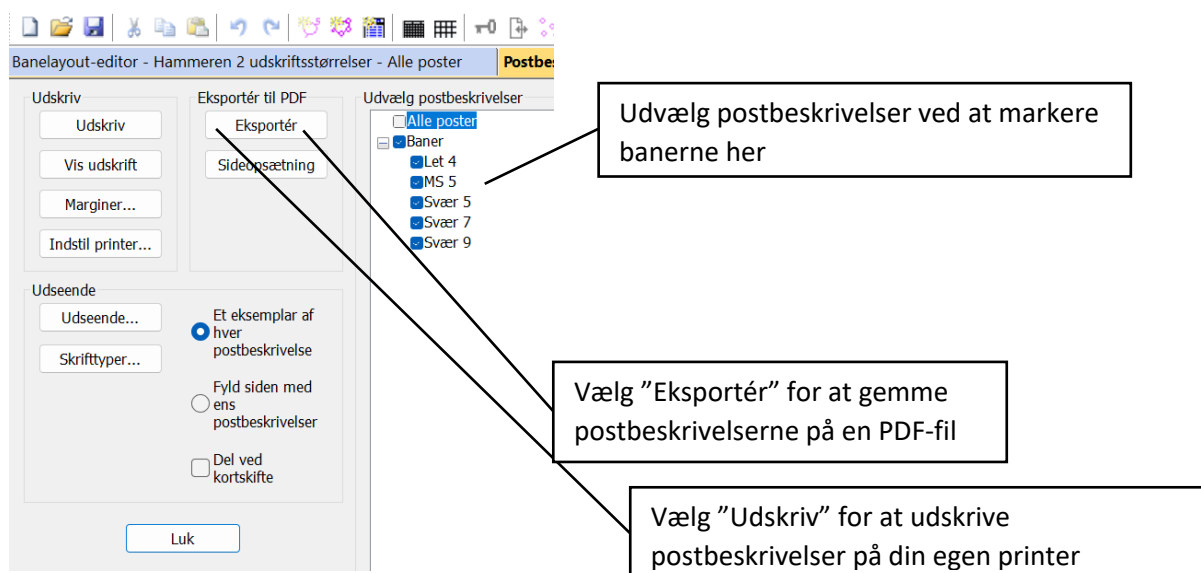 Banelayout-editor - Hammeren 2 udskriftsstørrelser - Alle poster
Postbes
Udskriv
Udskriv
Vis udskrift
Marginer...
Indstil printer...
Eksportér til PDF
Eksportér
Sideopsætning
Udvælg postbeskrivelser
Alle poster
Baner
Let 4
MS 5
Svær 5
Svær 7
Svær 9
Udseende
Udseende...
Skrifttyper...
Et eksemplar af
hver
postbeskrivelse
Fyld siden med
ens
postbeskrivelser
Del ved
kortskifte
Luk
Udvælg postbeskrivelser ved at markere
banerne her
Vælg ”Eksportér” for at gemme
postbeskrivelserne på en PDF-fil
Vælg ”Udskriv” for at udskrive
postbeskrivelser på din egen printer